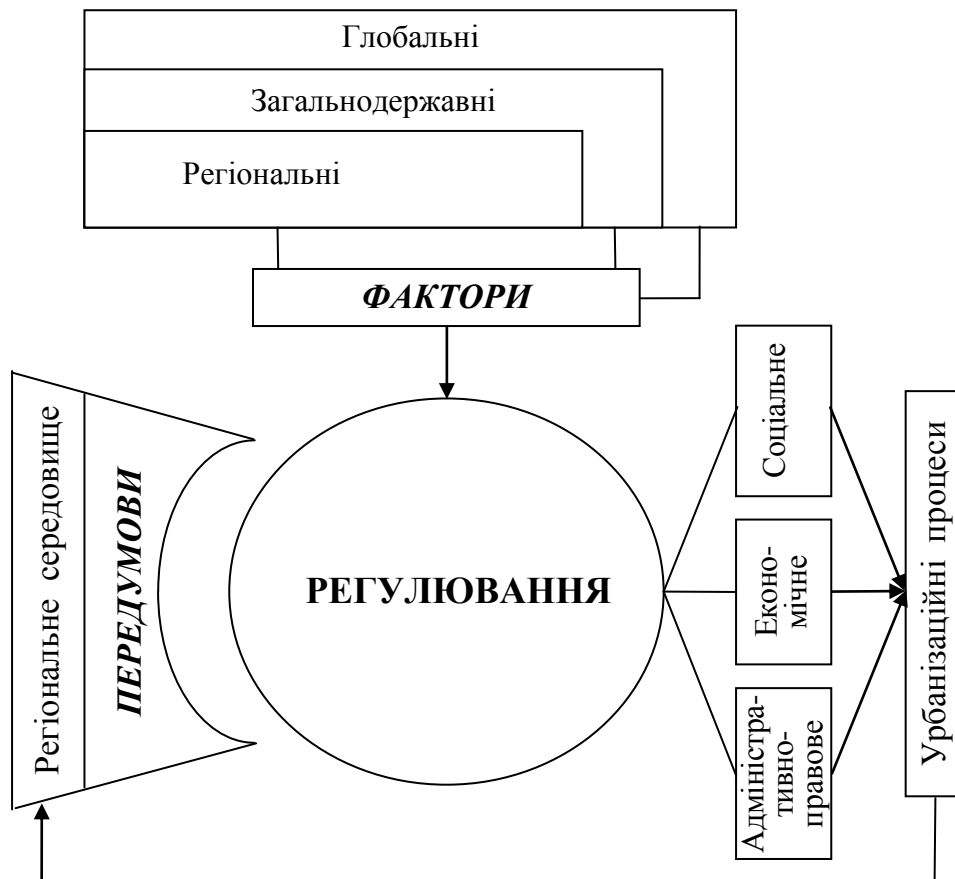 Глобальні
Загальнодержавні
Регіональні
ФАКТОРИ
Регіональне середовище
ПЕРЕДУМОВИ
РЕГУЛЮВАННЯ
Соціальне
Еконо-
мічне
Адміністра-
тивно-
правове
Урбанізаційні процеси